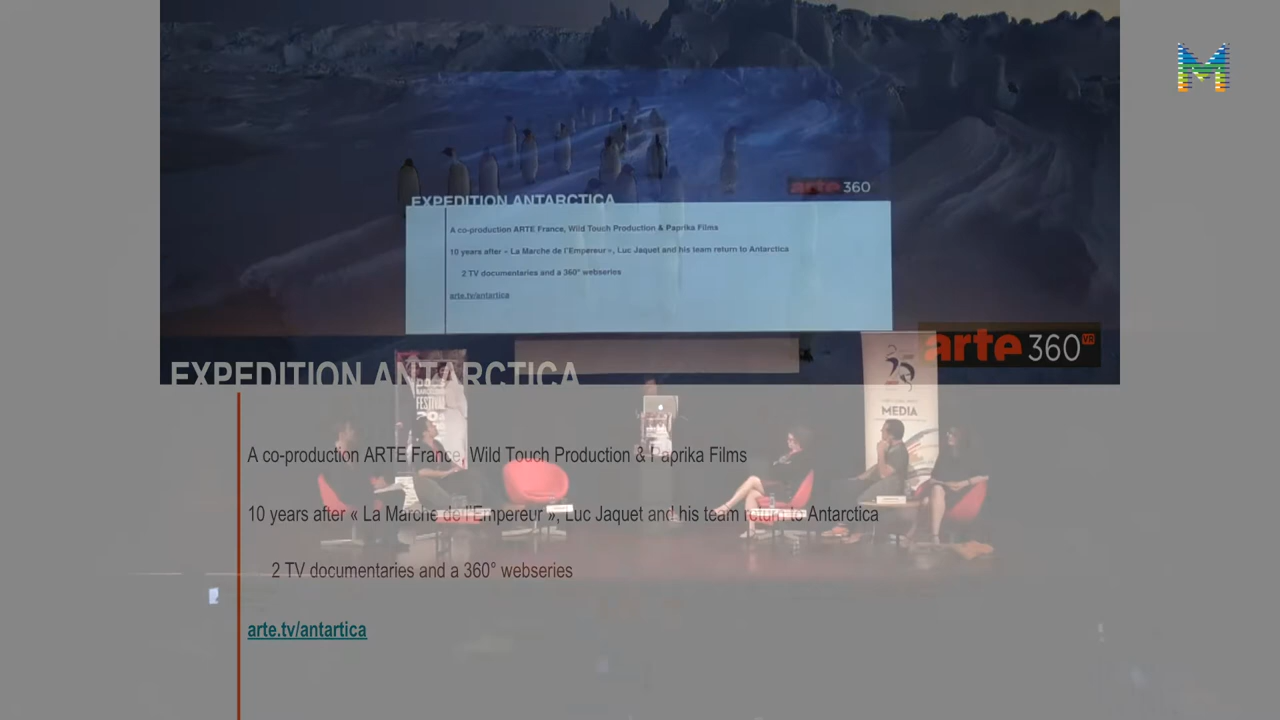 M
arte 360
EXPEDITION ANTARCTICA
A co-production ARTE France, Wild Touch Production & Paprika Films
10 years after « La Marche de l'Empereur », Luc Jaquet and his team return to Antarctica
2 TV documentaries and a 360° webseries
arte.tv/antartica
25
MEDIA
FESTIVAL
arte 360 VR
EXPEDITION ANTARCTICA
A co-production ARTE France, Wild Touch Production & Paprika Films
10 years after « La Marche de l'Empereur », Luc Jaquet and his team return to Antarctica
2 TV documentaries and a 360° webseries
arte.tv/antartica